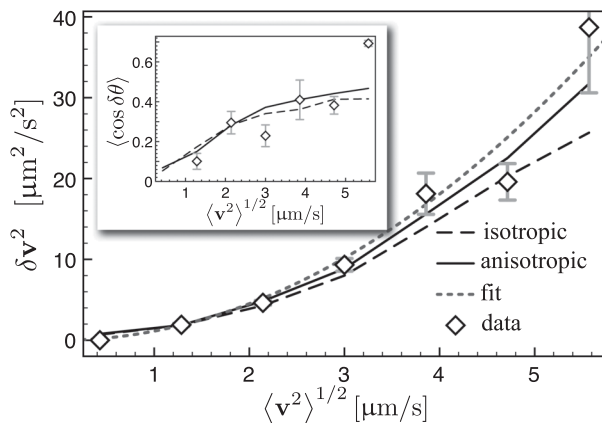 40
30
20
10
0
δv² [μm²/s²]
1 2 3 4 5
⟨v²⟩^1/2 [μm/s]
0.6
0.4
0.2
0
⟨cos δθ⟩
1 2 3 4 5
⟨v²⟩^1/2 [μm/s]
isotropic
anisotropic
fit
data